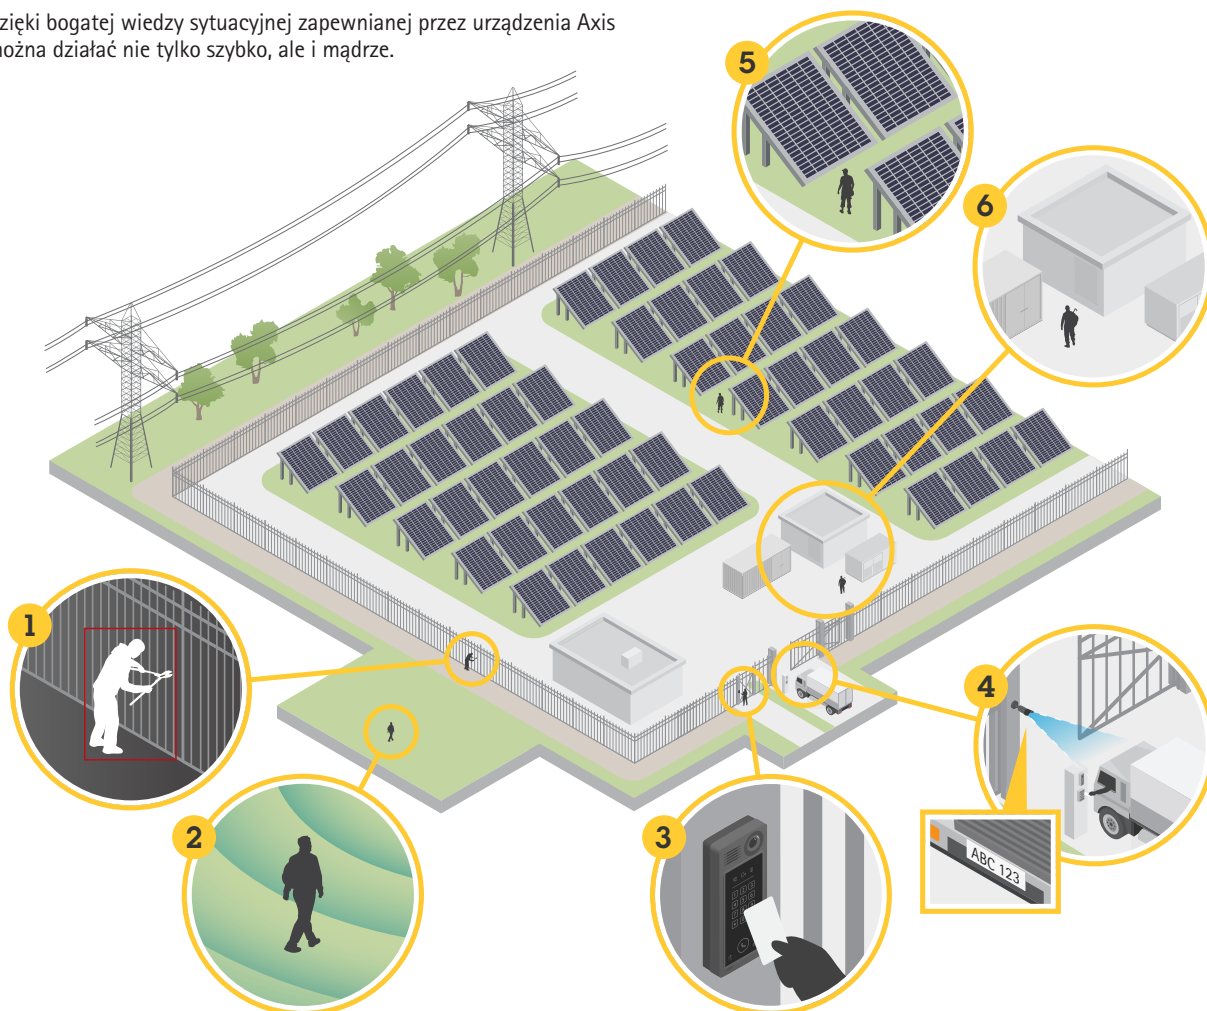 zięki bogatej wiedzy sytuacyjnej zapewnianej przez urządzenia Axis
ożna działać nie tylko szybko, ale i mądrze.
5
6
1
4
2
3
ABC 123